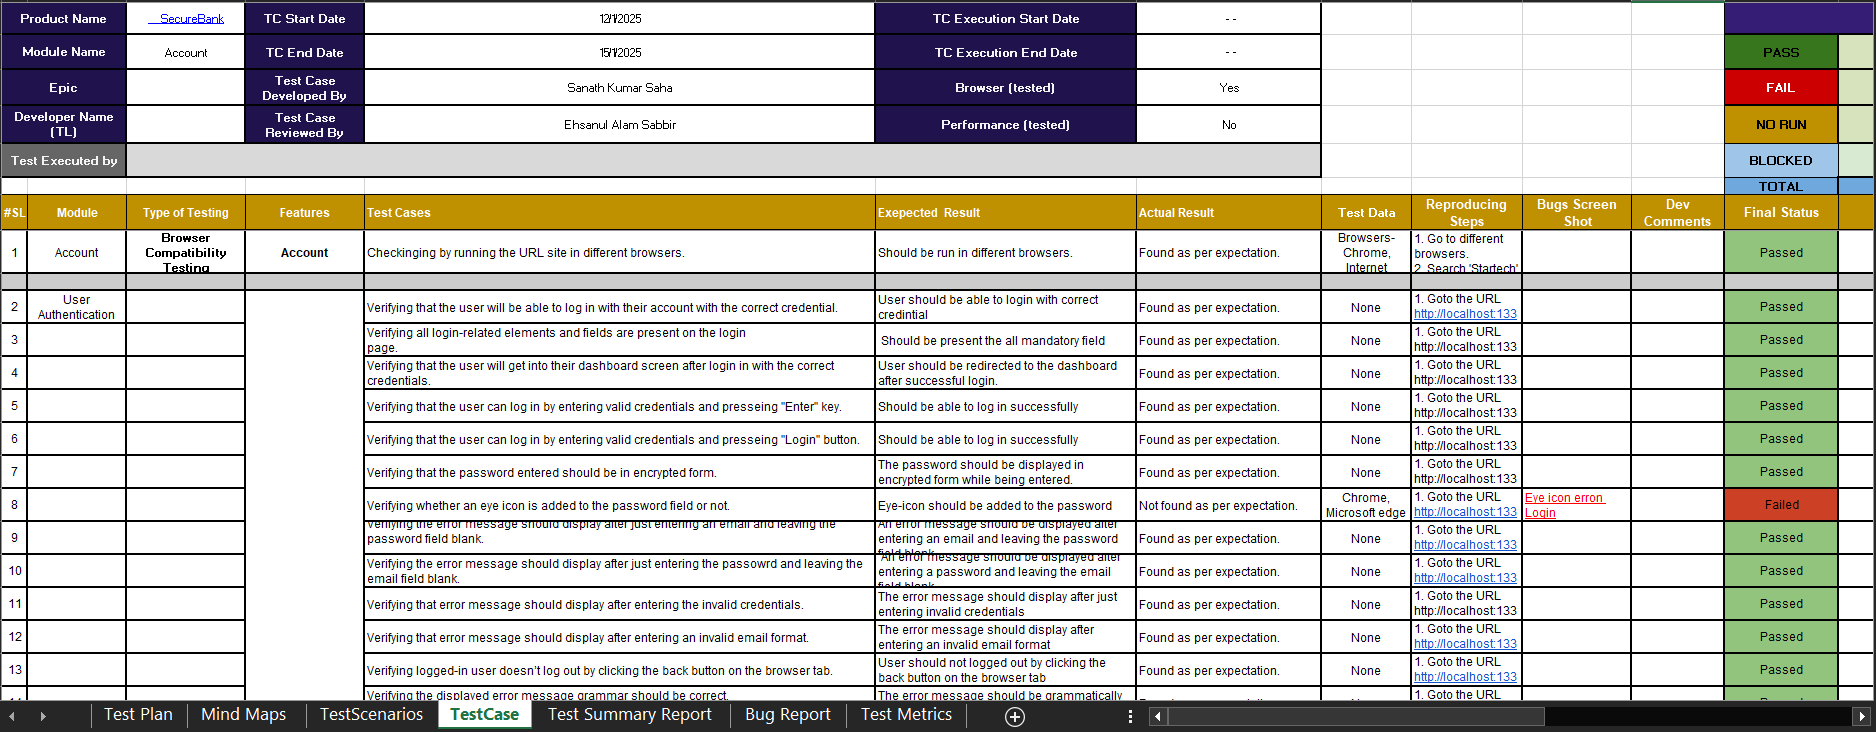 Product Name SecureBank TC Start Date 12/1/2025 TC Execution Start Date - -
Module Name Account TC End Date 15/1/2025 TC Execution End Date - - PASS
Epic Test Case Developed By Sanath Kumar Saha Browser (tested) Yes FAIL
Developer Name (TL) Test Case Reviewed By Ehsanul Alam Sabbir Performance (tested) No NO RUN
Test Executed by BLOCKED
TOTAL
#SL Module Type of Testing Features Test Cases Exepected Result Actual Result Test Data Reproducing Steps Bugs Screen Shot Dev Comments Final Status
1 Account Browser Compatibility Testing Account Checkinging by running the URL site in different browsers. Should be run in different browsers. Found as per expectation. Browsers- Chrome, Internet 1. Go to different browsers. 2. Search 'Startech' Passed
2 User Authentication Verifying that the user will be able to log in with their account with the correct credential. User should be able to login with correct credintial Found as per expectation. None 1. Goto the URL http://localhost:133 Passed
3 Verifying all login-related elements and fields are present on the login page. Should be present the all mandatory field Found as per expectation. None 1. Goto the URL http://localhost:133 Passed
4 Verifying that the user will get into their dashboard screen after login in with the correct credentials. User should be redirected to the dashboard after successful login. Found as per expectation. None 1. Goto the URL http://localhost:133 Passed
5 Verifying that the user can log in by entering valid credentials and presseing "Enter" key. Should be able to log in successfully Found as per expectation. None 1. Goto the URL http://localhost:133 Passed
6 Verifying that the user can log in by entering valid credentials and presseing "Login" button. Should be able to log in successfully Found as per expectation. None 1. Goto the URL http://localhost:133 Passed
7 Verifying that the password entered should be in encrypted form. The password should be displayed in encrypted form while being entered. Found as per expectation. None 1. Goto the URL http://localhost:133 Passed
8 Verifying whether an eye icon is added to the password field or not. Eye-icon should be added to the password Not found as per expectation. Chrome, Microsoft edge 1. Goto the URL http://localhost:133 Eye icon erron Login Failed
9 Verifying the error message should display after just entering an email and leaving the password field blank. An error message should be displayed after entering an email and leaving the password field blank Found as per expectation. None 1. Goto the URL http://localhost:133 Passed
10 Verifying the error message should display after just entering the passowrd and leaving the email field blank. An error message should be displayed after entering a password and leaving the email field blank Found as per expectation. None 1. Goto the URL http://localhost:133 Passed
11 Verifying that error message should display after entering the invalid credentials. The error message should display after just entering invalid credentials Found as per expectation. None 1. Goto the URL http://localhost:133 Passed
12 Verifying that error message should display after entering an invalid email format. The error message should display after entering an invalid email format Found as per expectation. None 1. Goto the URL http://localhost:133 Passed
13 Verifying logged-in user doesn't log out by clicking the back button on the browser tab. User should not logged out by clicking the back button on the browser tab Found as per expectation. None 1. Goto the URL http://localhost:133 Passed
Verifying the displayed error message grammar should be correct. The error message should be grammatically 1. Goto the URL
Test Plan Mind Maps TestScenarios TestCase Test Summary Report Bug Report Test Metrics